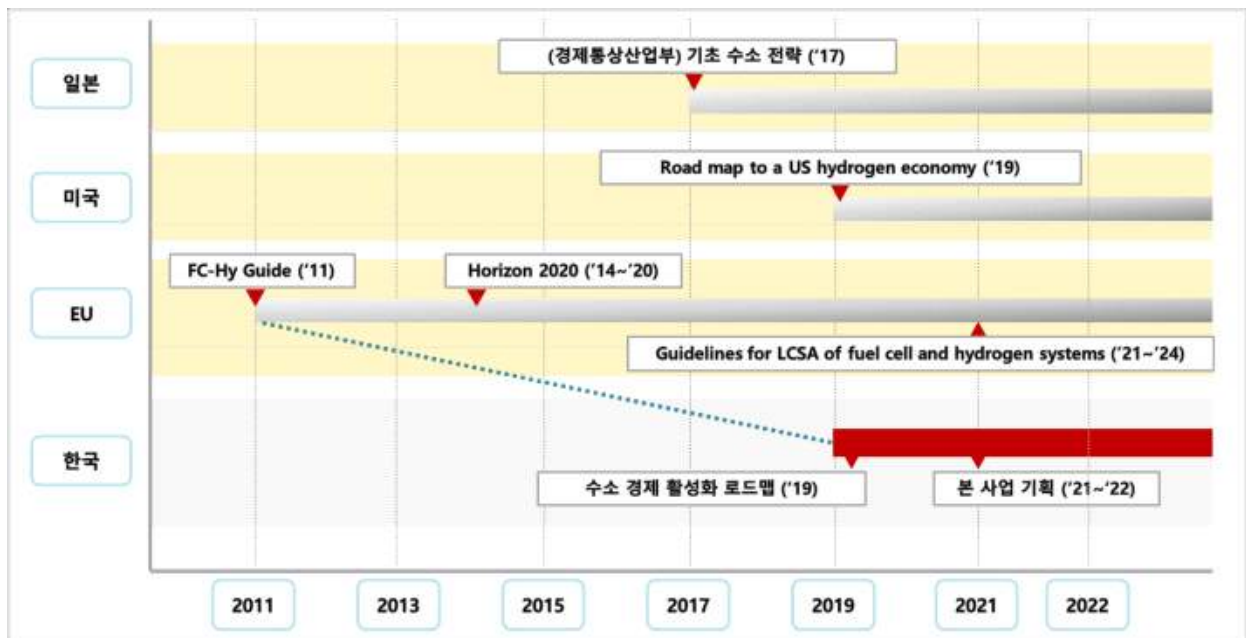 일본
(경제통상산업부) 기초 수소 전략 (‘17)
미국
Road map to a US hydrogen economy (‘19)
EU
FC-Hy Guide (‘11)
Horizon 2020 (‘14~’20)
Guidelines for LCSA of fuel cell and hydrogen systems (‘21~’24)
한국
수소 경제 활성화 로드맵 (‘19)
본 사업 기획 (‘21~‘22)
2011
2013
2015
2017
2019
2021
2022